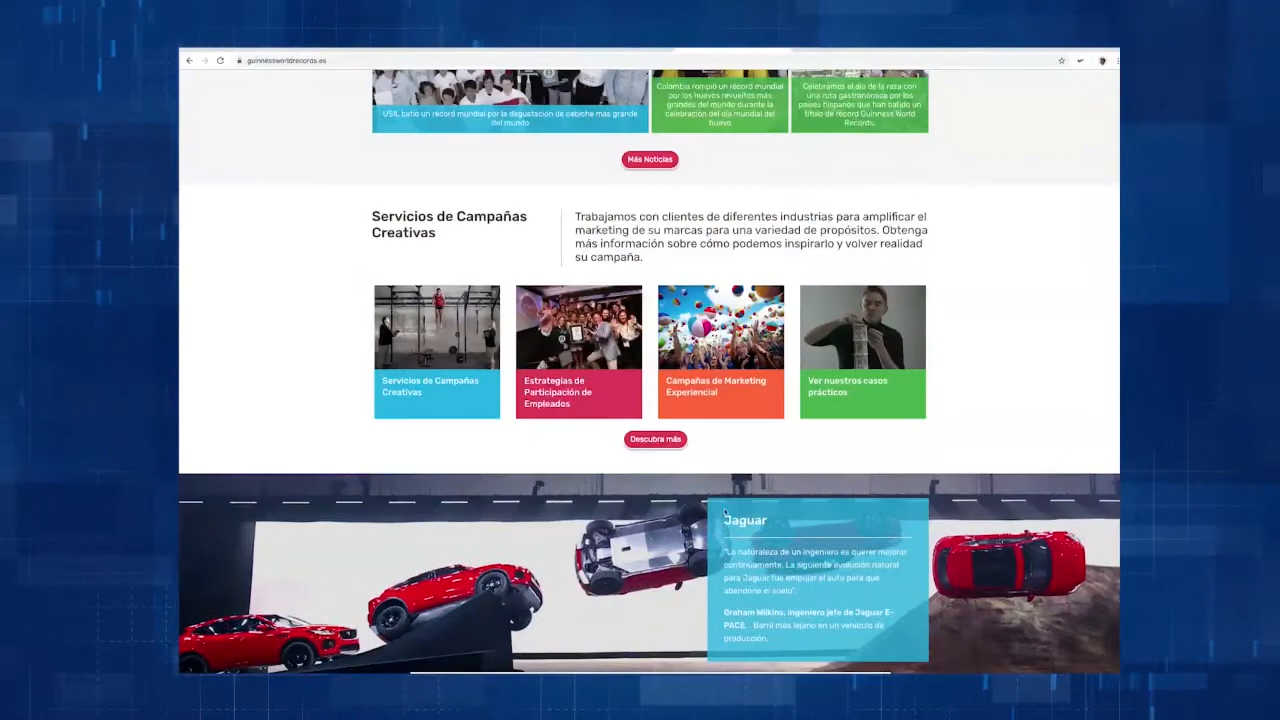 guinnessworldrecords.es
USIL batió un récord mundial por la degustación de cebiche más grande
del mundo
Colombia rompió un récord mundial
por los huevos revueltos más
grandes del mundo durante la
celebración del día mundial del
huevo
Celebramos el día de la raza con
una ruta gastronómica por los
países hispanos que han batido un
título de récord Guinness World
Records.
Más Noticias
Servicios de Campañas
Creativas
Trabajamos con clientes de diferentes industrias para amplificar el
marketing de su marcas para una variedad de propósitos. Obtenga
más información sobre cómo podemos inspirarlo y volver realidad
su campaña.
Servicios de Campañas
Creativas
Estrategias de
Participación de
Empleados
Campañas de Marketing
Experiencial
Ver nuestros casos
prácticos
Descubra más
Jaguar
"La naturaleza de un ingeniero es querer mejorar
continuamente. La siguiente evolución natural
para Jaguar fue empujar el auto para que
abandone el suelo".
Graham Wilkins, ingeniero jefe de Jaguar E-
PACE. Barril más lejano en un vehículo de
producción.